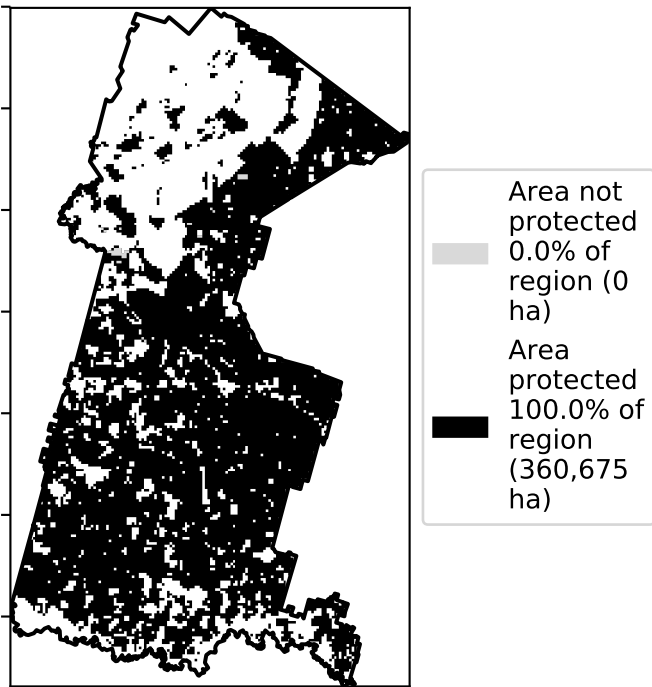 Area not
protected
0.0% of
region (0
ha)
Area
protected
100.0% of
region
(360,675
ha)